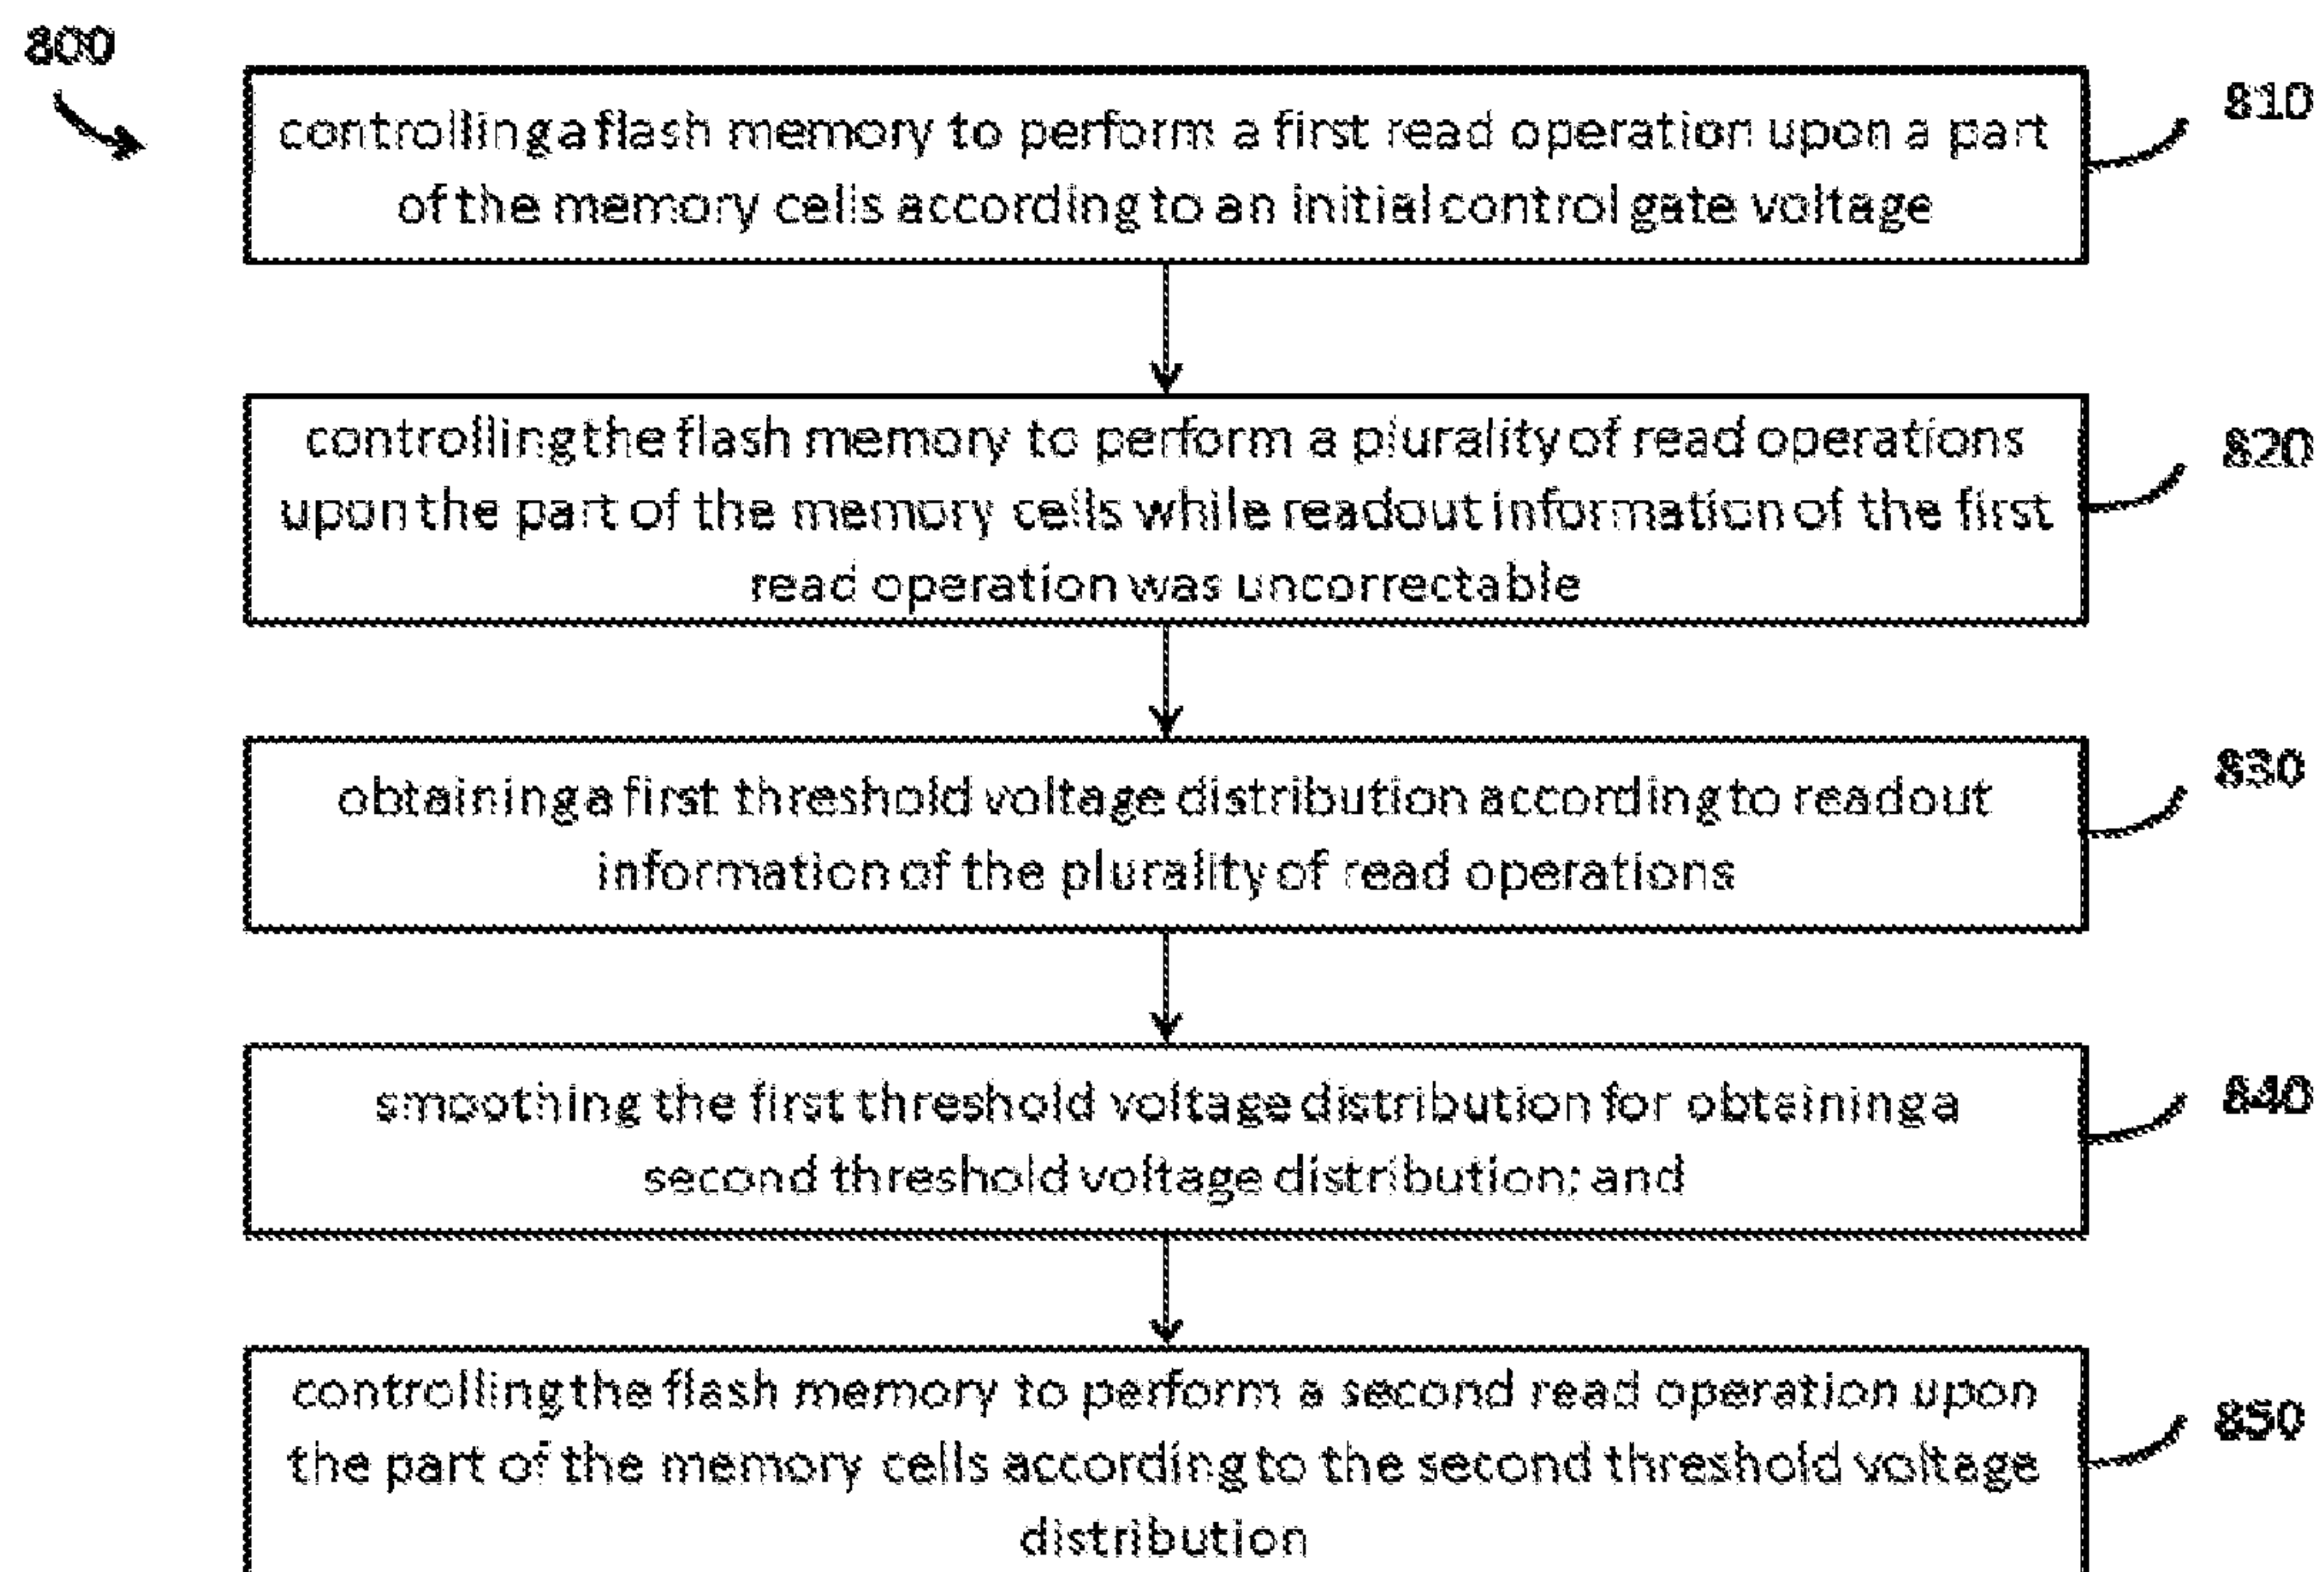 800
810
controlling a flash memory to perform a first read operation upon a part
of the memory cells according to an initial control gate voltage
820
controlling the flash memory to perform a plurality of read operations
upon the part of the memory cells while readout information of the first
read operation was uncorrectable
830
obtaining a first threshold voltage distribution according to readout
information of the plurality of read operations
840
smoothing the first threshold voltage distribution for obtaining a
second threshold voltage distribution; and
850
controlling the flash memory to perform a second read operation upon
the part of the memory cells according to the second threshold voltage
distribution